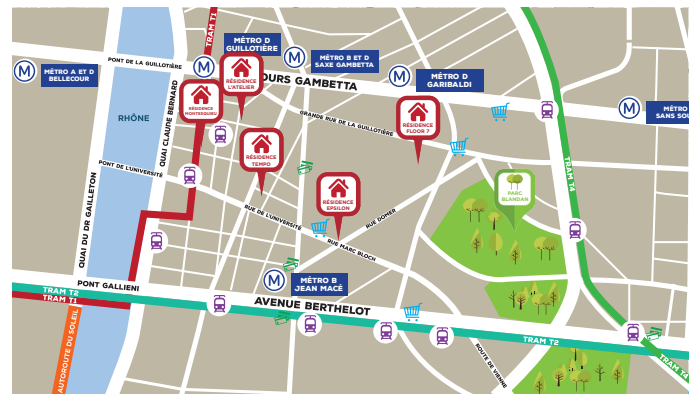 TRAM T1
MÉTRO D
GUILLOTIÈRE
PONT DE LA GUILLOTIÈRE
M
M
MÉTRO B ET D
SAXE GAMBETTA
M
MÉTRO A ET D
BELLECOUR
M
MÉTRO D
GARIBALDI
RÉSIDENCE
L'ATELIER
OURS GAMBETTA
QUAI CLAUDE BERNARD
RÉSIDENCE
M
MÉTRO
SANS SOU
RHÔNE
GRANDE RUE DE LA GUILLOTIÈRE
RÉSIDENCE
FLOOR 7
RÉSIDENCE
TEMPO
PONT DE L'UNIVERSITÉ
TRAM T4
QUAI DU DR GAILLETON
PARC
BLANDAN
RÉSIDENCE
EPSILON
RUE DE L'UNIVERSITÉ
RUE DOMER
RUE MARC BLOCH
M
MÉTRO B
JEAN MACÉ
PONT GALLIENI
TRAM T2
TRAM T1
AVENUE BERTHELOT
AUTOROUTE DU SOLEIL
TRAM T2
ROUTE DE VIENNE
TRAM T4